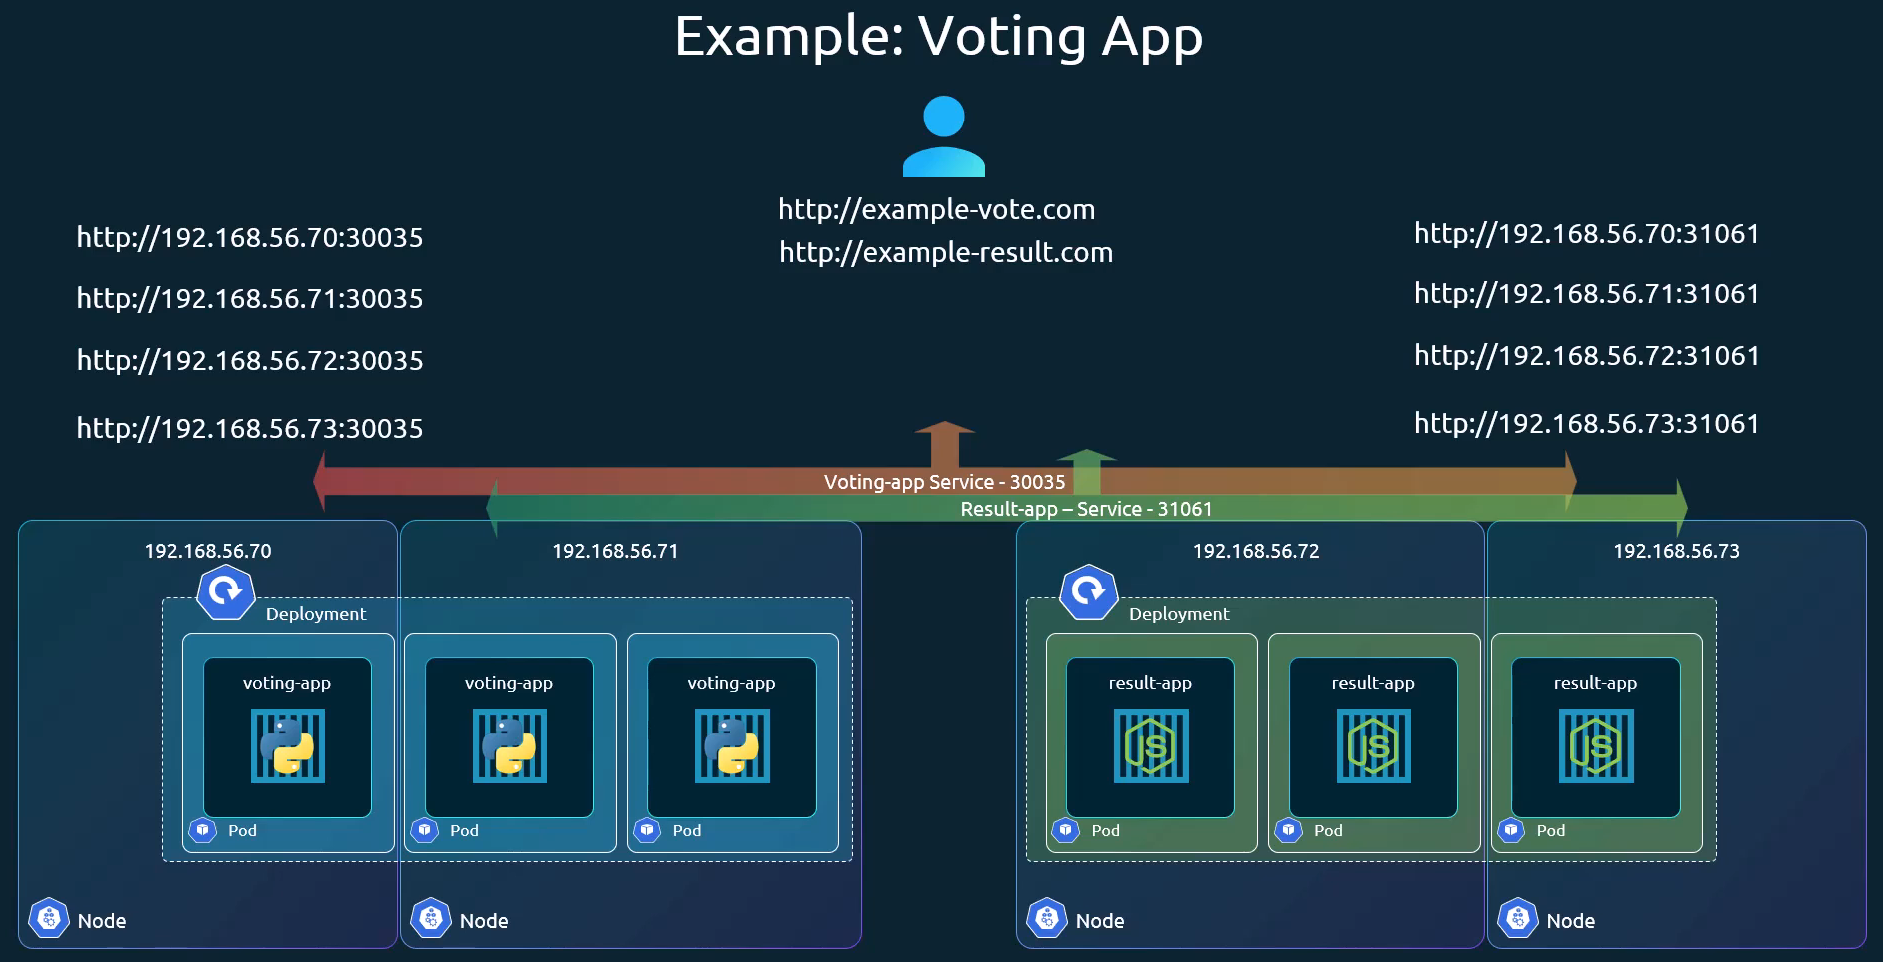 Example: Voting App
http://example-vote.com
http://example-result.com
http://192.168.56.70:30035
http://192.168.56.71:30035
http://192.168.56.72:30035
http://192.168.56.73:30035
http://192.168.56.70:31061
http://192.168.56.71:31061
http://192.168.56.72:31061
http://192.168.56.73:31061
Voting-app Service - 30035
Result-app – Service - 31061
192.168.56.70
192.168.56.71
192.168.56.72
192.168.56.73
Deployment
Deployment
voting-app
voting-app
voting-app
result-app
result-app
result-app
JS
JS
JS
Pod
Pod
Pod
Pod
Pod
Pod
Node
Node
Node
Node